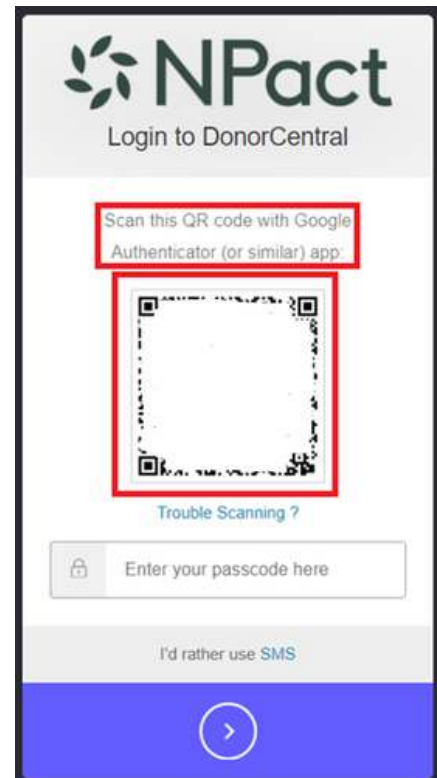 NPact
Login to DonorCentral
Scan this QR code with Google
Authenticator (or similar) app:
Trouble Scanning ?
Enter your passcode here
I'd rather use SMS